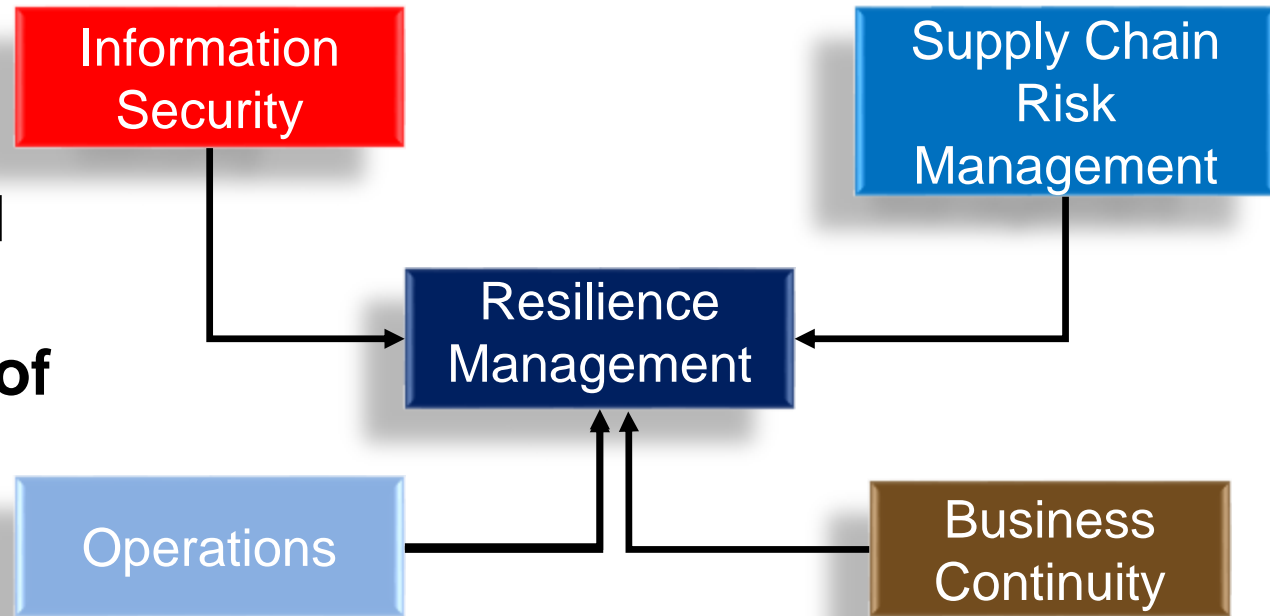 Information
Security
Supply Chain
Risk
Management
Resilience
Management
of
Operations
Business
Continuity